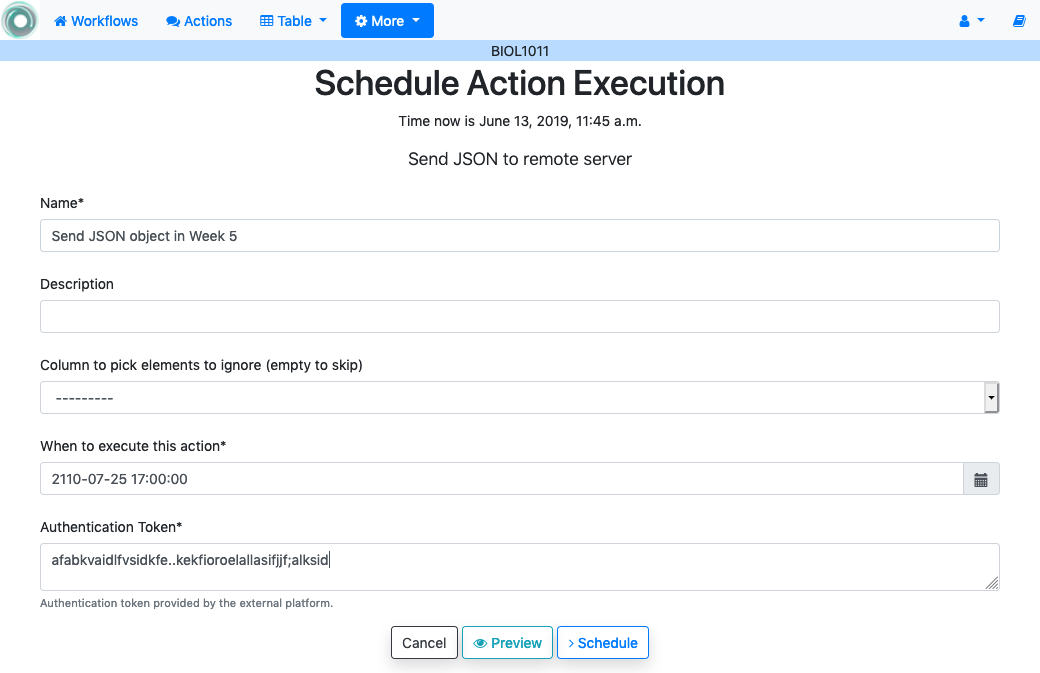 Workflows Actions Table More
BIOL1011
Schedule Action Execution
Time now is June 13, 2019, 11:45 a.m.
Send JSON to remote server
Name*
Send JSON object in Week 5
Description
Column to pick elements to ignore (empty to skip)
---------
When to execute this action*
2110-07-25 17:00:00
Authentication Token*
afabkvaidlfvsidkfe..kekfioroelallasifjjf;alksid
Authentication token provided by the external platform.
Cancel Preview Schedule